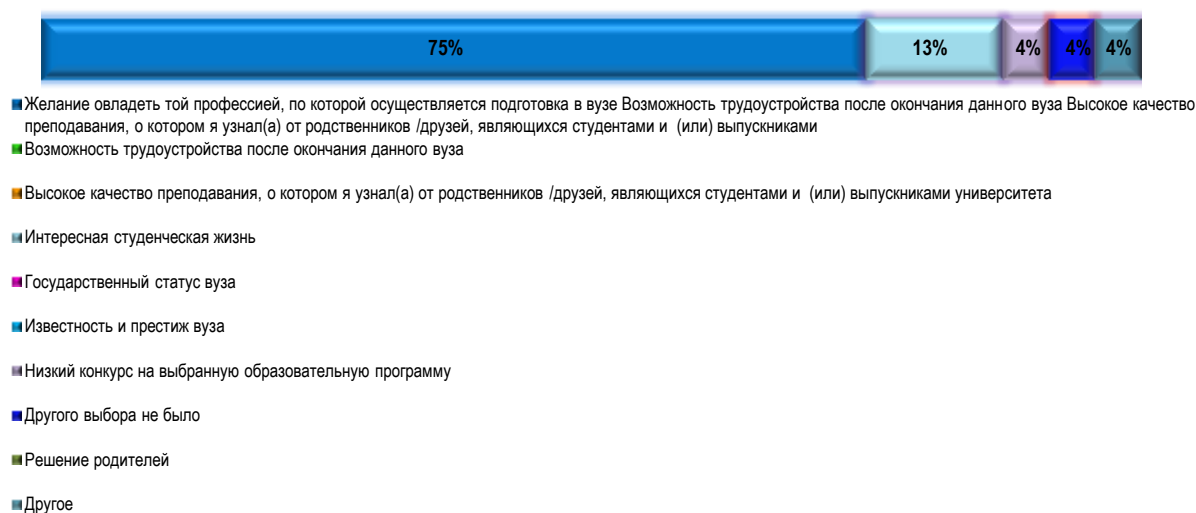 75% 13% 4% 4% 4%
Желание овладеть той профессией, по которой осуществляется подготовка в вузе Возможность трудоустройства после окончания данного вуза Высокое качество
преподавания, о котором я узнал(а) от родственников /друзей, являющихся студентами и (или) выпускниками
Возможность трудоустройства после окончания данного вуза
Высокое качество преподавания, о котором я узнал(а) от родственников /друзей, являющихся студентами и (или) выпускниками университета
Интересная студенческая жизнь
Государственный статус вуза
Известность и престиж вуза
Низкий конкурс на выбранную образовательную программу
Другого выбора не было
Решение родителей
Другое